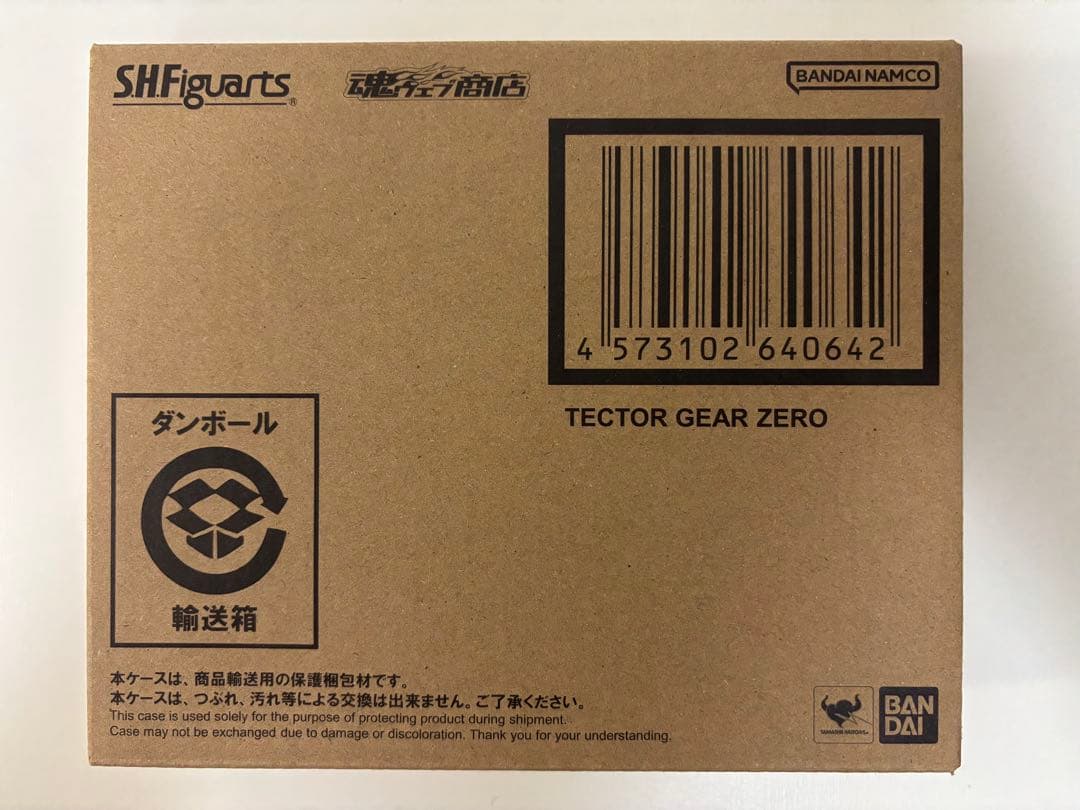 S.H.Figuarts®
魂ウェブ商店
BANDAI NAMCO
4 573102 640642
TECTOR GEAR ZERO
ダンボール
輸送箱
本ケースは、商品輸送用の保護梱包材です。
本ケースは、つぶれ、汚れ等による交換は出来ません。ご了承ください。
This case is used solely for the purpose of protecting product during shipment.
Case may not be exchanged due to damage or discoloration. Thank you for your understanding.
TAMASHII NATIONS
BAN
DAI